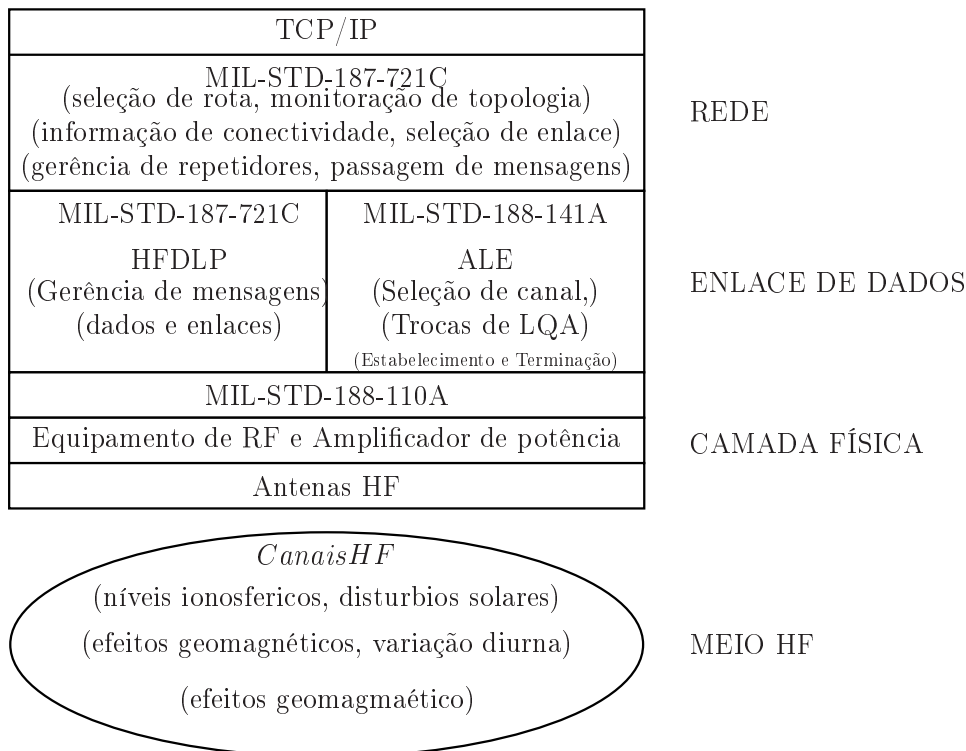 TCP/IP
MIL-STD-187-721C
(seleção de rota, monitoração de topologia)
(informação de conectividade, seleção de enlace)
(gerência de repetidores, passagem de mensagens)
REDE
MIL-STD-187-721C
HFDLP
(Gerência de mensagens)
(dados e enlaces)
MIL-STD-188-141A
ALE
(Seleção de canal,)
(Trocas de LQA)
(Estabelecimento e Terminação)
ENLACE DE DADOS
MIL-STD-188-110A
Equipamento de RF e Amplificador de potência
Antenas HF
CAMADA FÍSICA
CanaisHF
(níveis ionosfericos, disturbios solares)
(efeitos geomagnéticos, variação diurna)
(efeitos geomagmaético)
MEIO HF